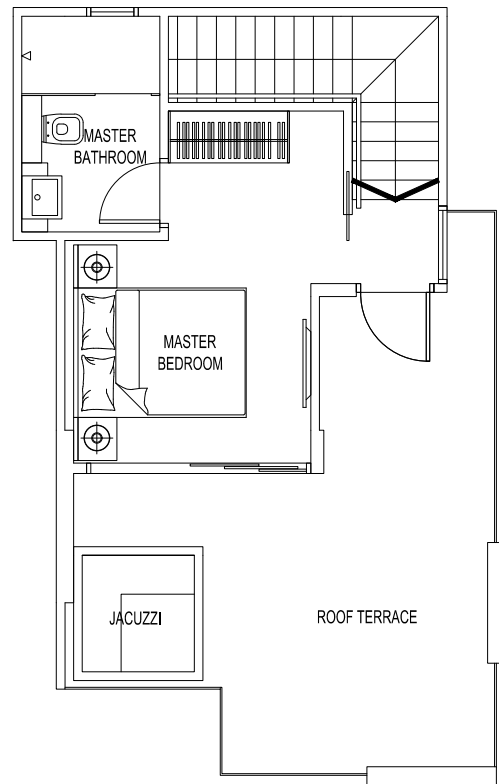 MASTER
BATHROOM
MASTER
BEDROOM
JACUZZI
ROOF TERRACE